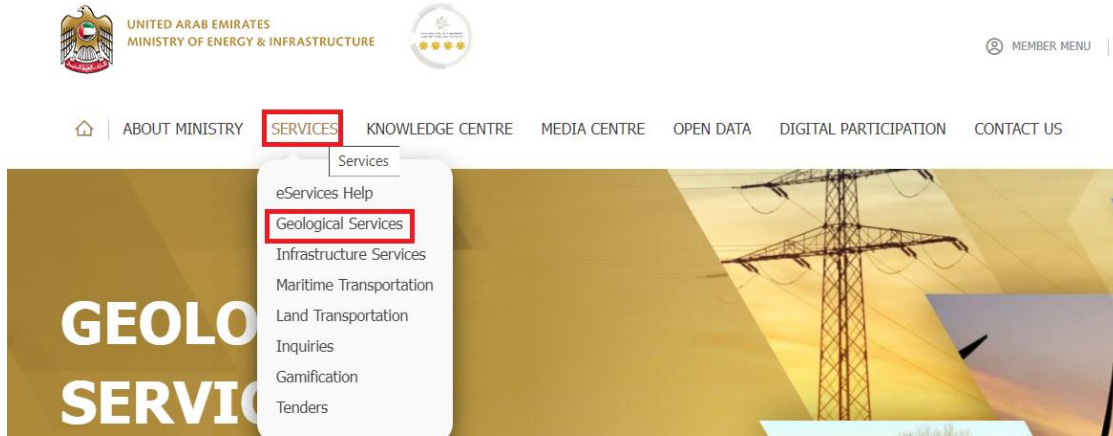 UNITED ARAB EMIRATES
MINISTRY OF ENERGY & INFRASTRUCTURE
MEMBER MENU
ABOUT MINISTRY SERVICES KNOWLEDGE CENTRE MEDIA CENTRE OPEN DATA DIGITAL PARTICIPATION CONTACT US
Services
eServices Help
Geological Services
Infrastructure Services
Maritime Transportation
Land Transportation
Inquiries
Gamification
Tenders
GEOLO
SERVIC